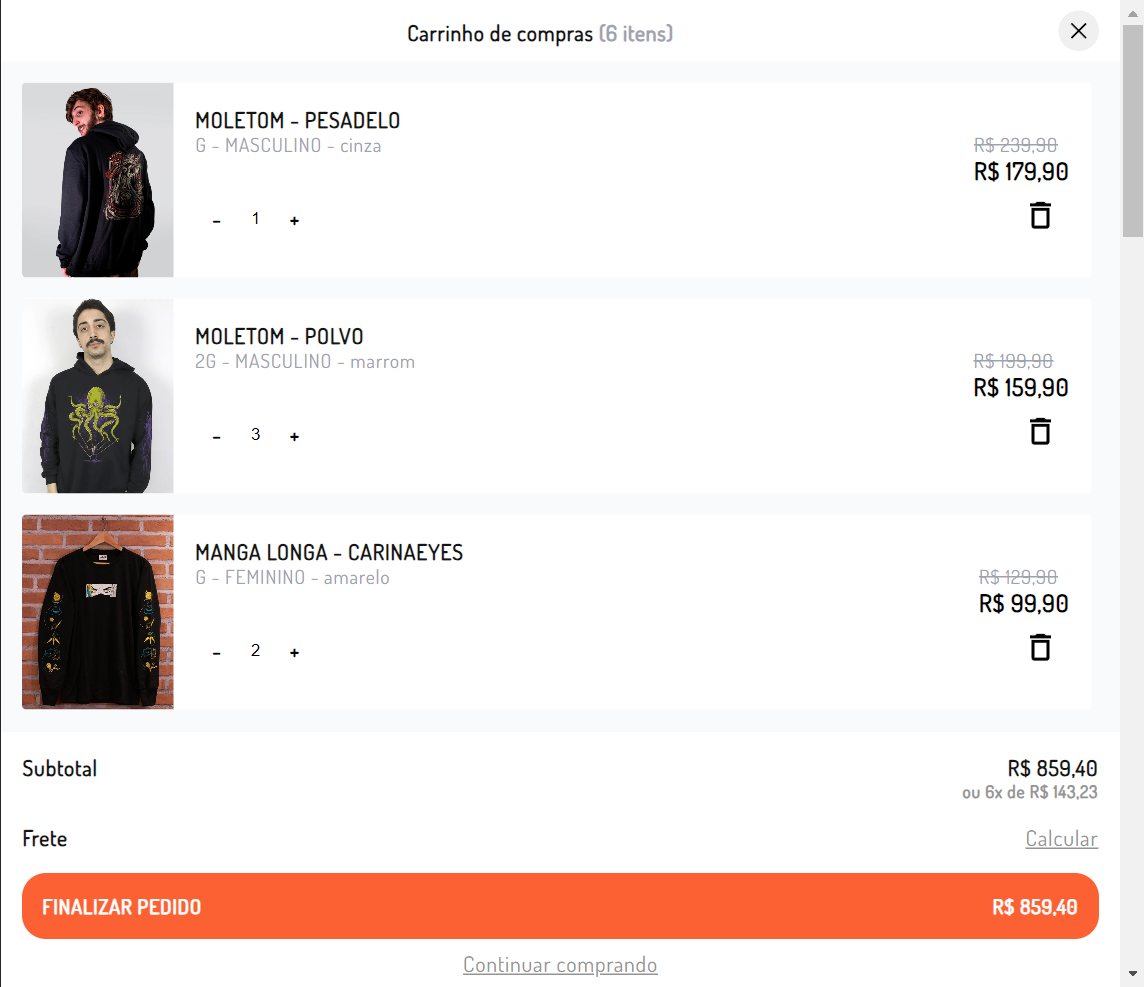 Carrinho de compras (6 itens)
MOLETOM - PESADELO
G - MASCULINO - cinza
R$ 239,90
R$ 179,90
- 1 +
MOLETOM - POLVO
2G - MASCULINO - marrom
R$ 199,90
R$ 159,90
- 3 +
MANGA LONGA - CARINAEYES
G - FEMININO - amarelo
R$ 129,90
R$ 99,90
- 2 +
Subtotal R$ 859,40
ou 6x de R$ 143,23
Frete Calcular
FINALIZAR PEDIDO R$ 859,40
Continuar comprando